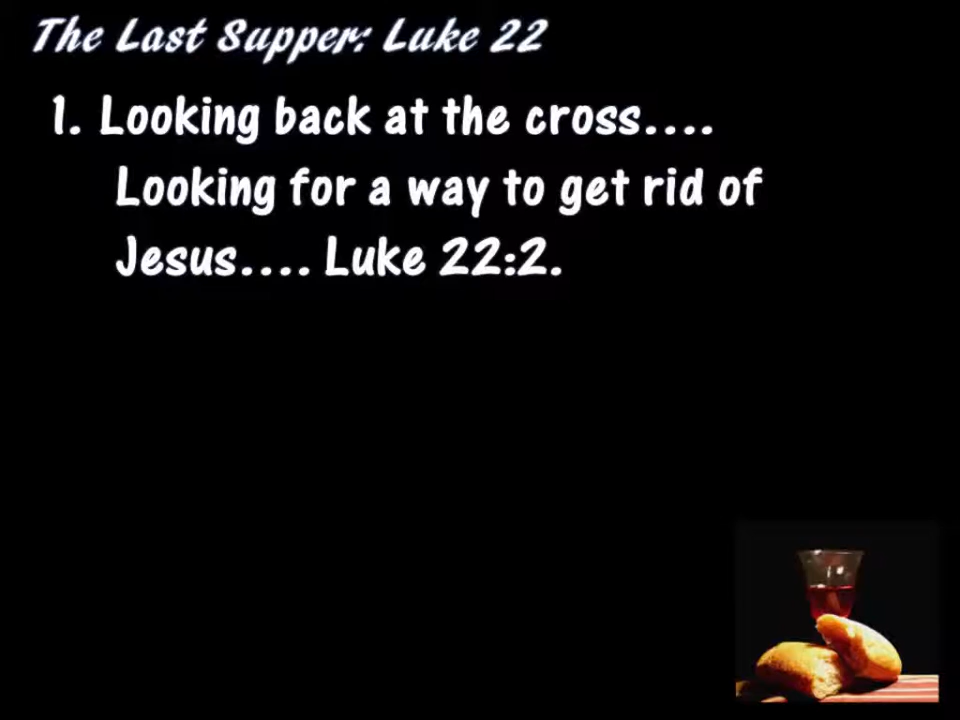 The Last Supper: Luke 22
1. Looking back at the cross....
Looking for a way to get rid of
Jesus.... Luke 22:2.